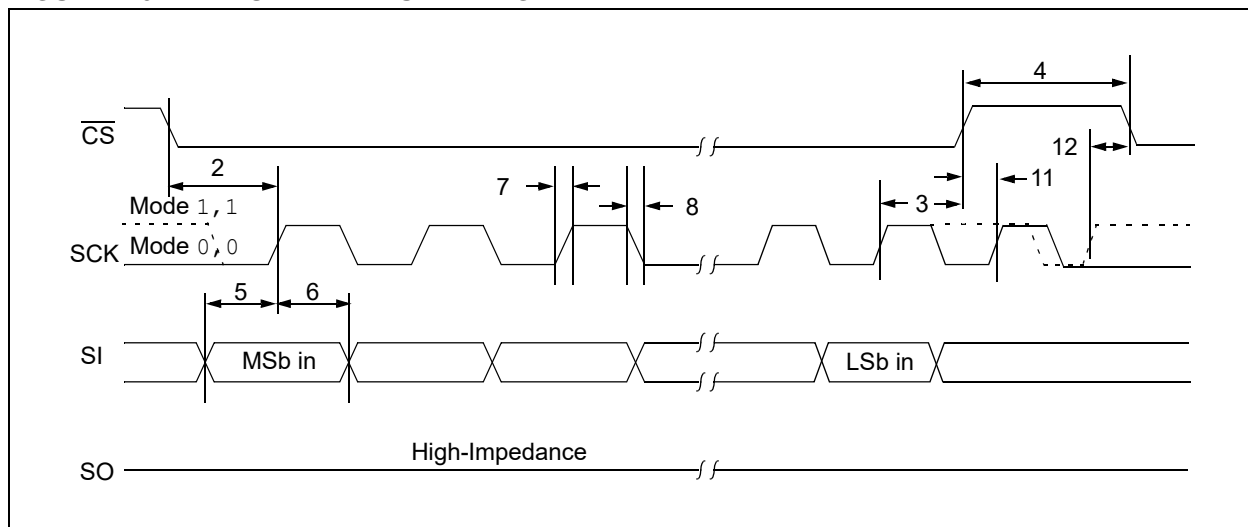 4
CS
12
2
7
8
3
11
Mode 1,1
SCK
Mode 0,0
5
6
SI
MSb in
LSb in
High-Impedance
SO